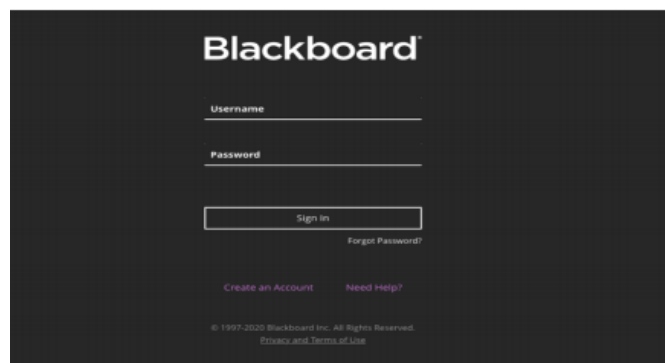 Blackboard
Username
Password
Sign In
Forgot Password?
Create an Account Need Help?
© 1997-2020 Blackboard Inc. All Rights Reserved.
Privacy and Terms of Use